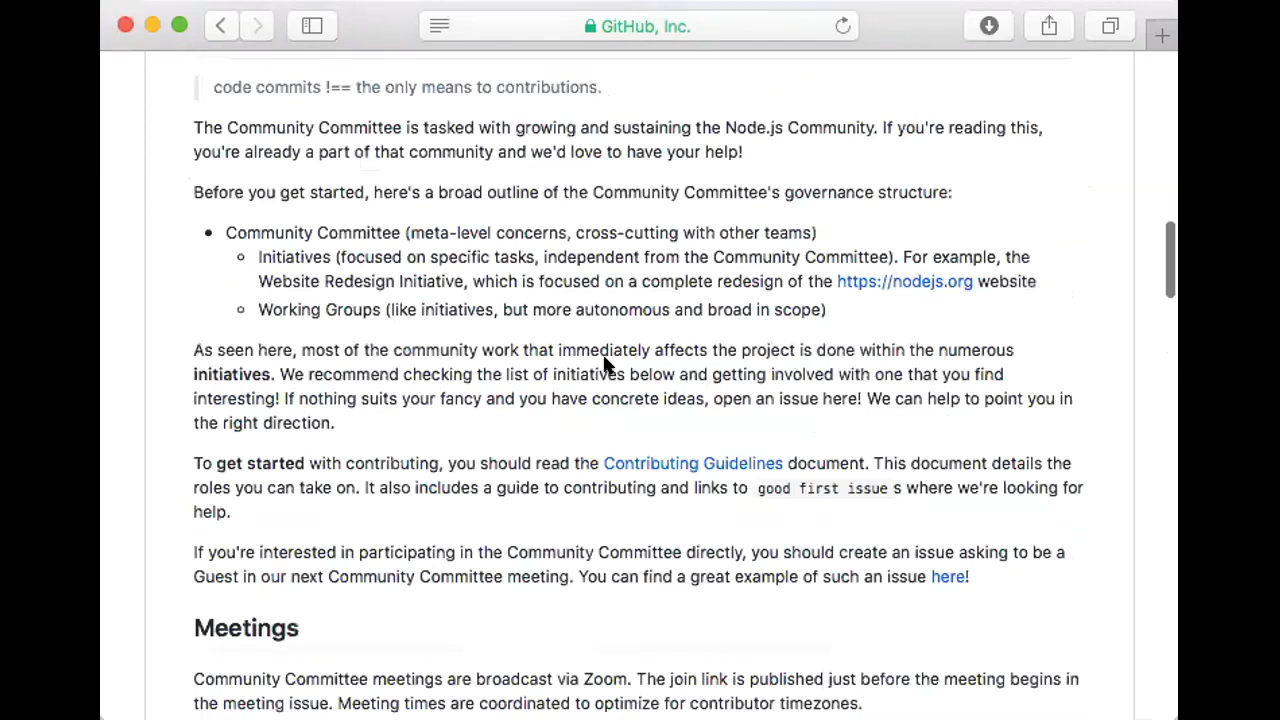 GitHub, Inc.
code commits !== the only means to contributions.
The Community Committee is tasked with growing and sustaining the Node.js Community. If you're reading this,
you're already a part of that community and we'd love to have your help!
Before you get started, here's a broad outline of the Community Committee's governance structure:
Community Committee (meta-level concerns, cross-cutting with other teams)
Initiatives (focused on specific tasks, independent from the Community Committee). For example, the
Website Redesign Initiative, which is focused on a complete redesign of the https://nodejs.org website
Working Groups (like initiatives, but more autonomous and broad in scope)
As seen here, most of the community work that immediately affects the project is done within the numerous
initiatives. We recommend checking the list of initiatives below and getting involved with one that you find
interesting! If nothing suits your fancy and you have concrete ideas, open an issue here! We can help to point you in
the right direction.
To get started with contributing, you should read the Contributing Guidelines document. This document details the
roles you can take on. It also includes a guide to contributing and links to good first issue s where we're looking for
help.
If you're interested in participating in the Community Committee directly, you should create an issue asking to be a
Guest in our next Community Committee meeting. You can find a great example of such an issue here!
Meetings
Community Committee meetings are broadcast via Zoom. The join link is published just before the meeting begins in
the meeting issue. Meeting times are coordinated to optimize for contributor timezones.